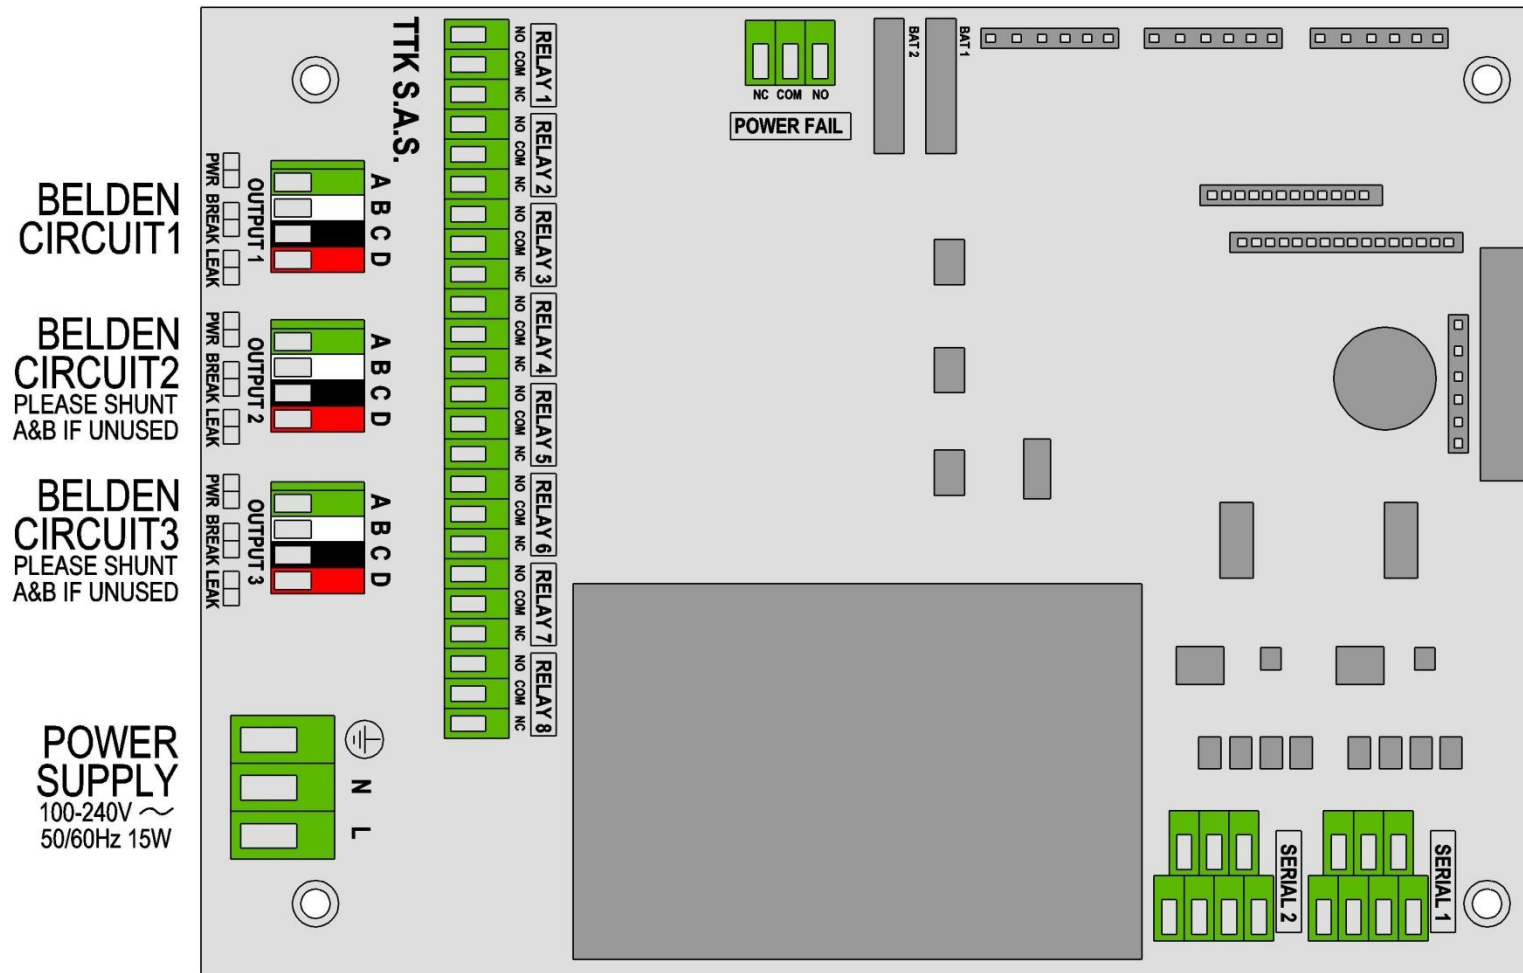 BELDEN
CIRCUIT1
BELDEN
CIRCUIT2
PLEASE SHUNT
A&B IF UNUSED
BELDEN
CIRCUIT3
PLEASE SHUNT
A&B IF UNUSED
POWER
SUPPLY
100-240V ~
50/60Hz 15W
PWR BREAK LEAK
OUTPUT 1
A B C D
PWR BREAK LEAK
OUTPUT 2
A B C D
PWR BREAK LEAK
OUTPUT 3
A B C D
N
L
TTK S.A.S.
NO COM NC
RELAY 1
NO COM NC
RELAY 2
NO COM NC
RELAY 3
NO COM NC
RELAY 4
NO COM NC
RELAY 5
NO COM NC
RELAY 6
NO COM NC
RELAY 7
NO COM NC
RELAY 8
NC COM NO
POWER FAIL
BAT 2
BAT 1
SERIAL 2
SERIAL 1